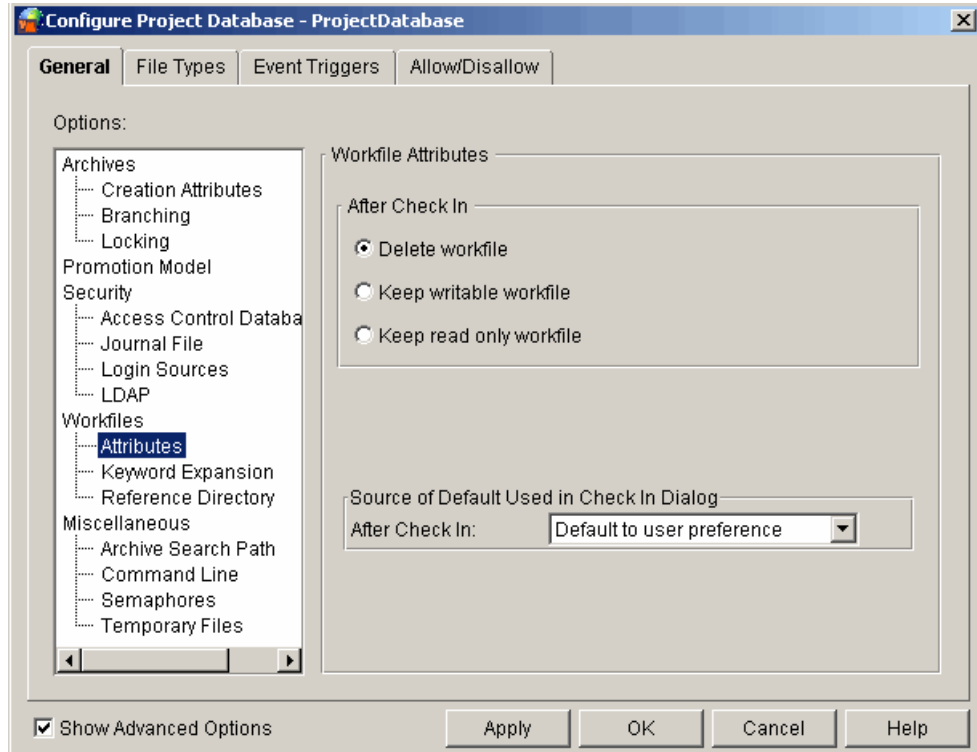 Configure Project Database - ProjectDatabase
General File Types Event Triggers Allow/Disallow
Options:
Archives
Creation Attributes
Branching
Locking
Promotion Model
Security
Access Control Databa
Journal File
Login Sources
LDAP
Workfiles
Attributes
Keyword Expansion
Reference Directory
Miscellaneous
Archive Search Path
Command Line
Semaphores
Temporary Files
Workfile Attributes
After Check In
Delete workfile
Keep writable workfile
Keep read only workfile
Source of Default Used in Check In Dialog
After Check In: Default to user preference
Show Advanced Options Apply OK Cancel Help